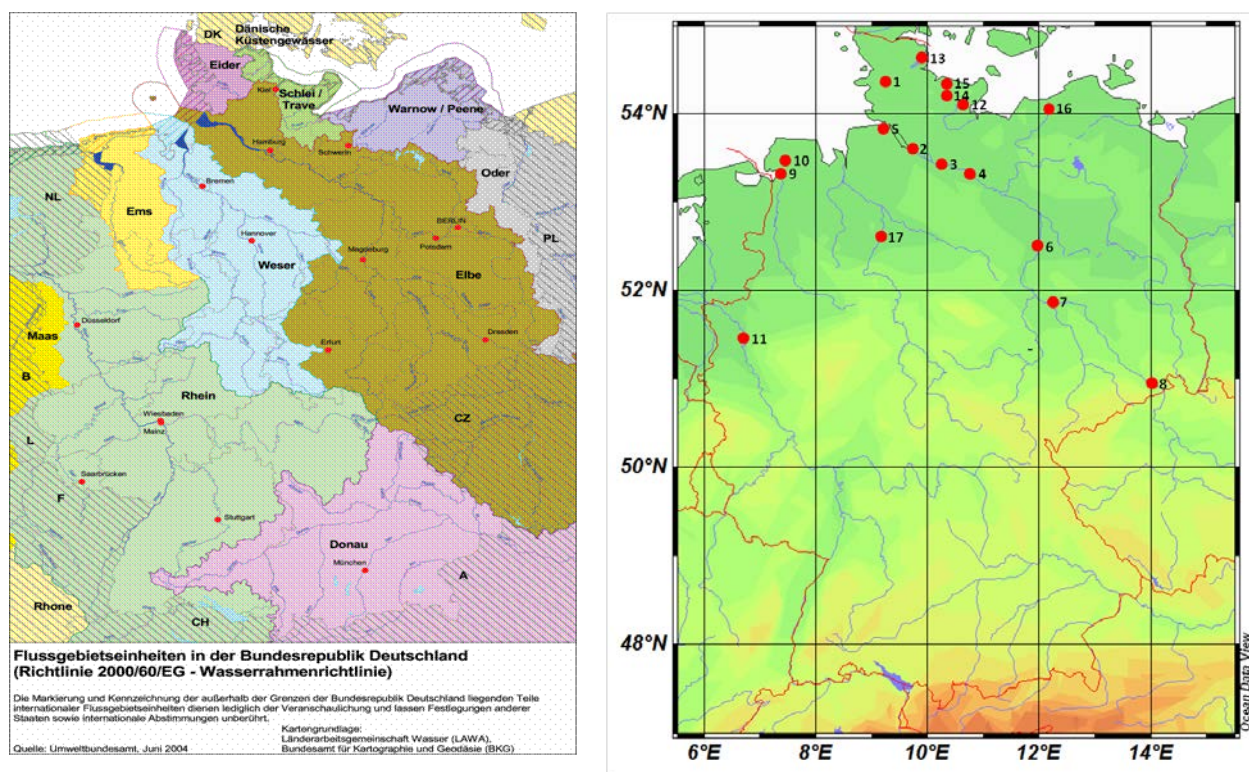 DK
Dänische
Küstengewässer
Eider
Kiel
Schlei /
Trave
Warnow / Peene
Hamburg
Schwerin
Oder
Bremen
NL
Ems
BERLIN
Hannover
Potsdam
PL
Weser
Magdeburg
Elbe
Düsseldorf
Maas
Dresden
Erfurt
B
Rhein
Wiesbaden
CZ
Mainz
L
Saarbrücken
F
Stuttgart
Donau
München
A
Rhone
CH
Flussgebietseinheiten in der Bundesrepublik Deutschland
(Richtlinie 2000/60/EG - Wasserrahmenrichtlinie)
Die Markierung und Kennzeichnung der außerhalb der Grenzen der Bundesrepublik Deutschland liegenden Teile
internationaler Flussgebietseinheiten dienen lediglich der Veranschaulichung und lassen Festlegungen anderer
Staaten sowie internationale Abstimmungen unberührt.
Kartengrundlage:
Länderarbeitsgemeinschaft Wasser (LAWA),
Quelle: Umweltbundesamt, Juni 2004
Bundesamt für Kartographie und Geodäsie (BKG)
13
1
15
14
54°N
12
16
5
2
10
3
9
4
17
6
52°N
7
11
8
50°N
48°N
Ocean Data View
6°E
8°E
10°E
12°E
14°E